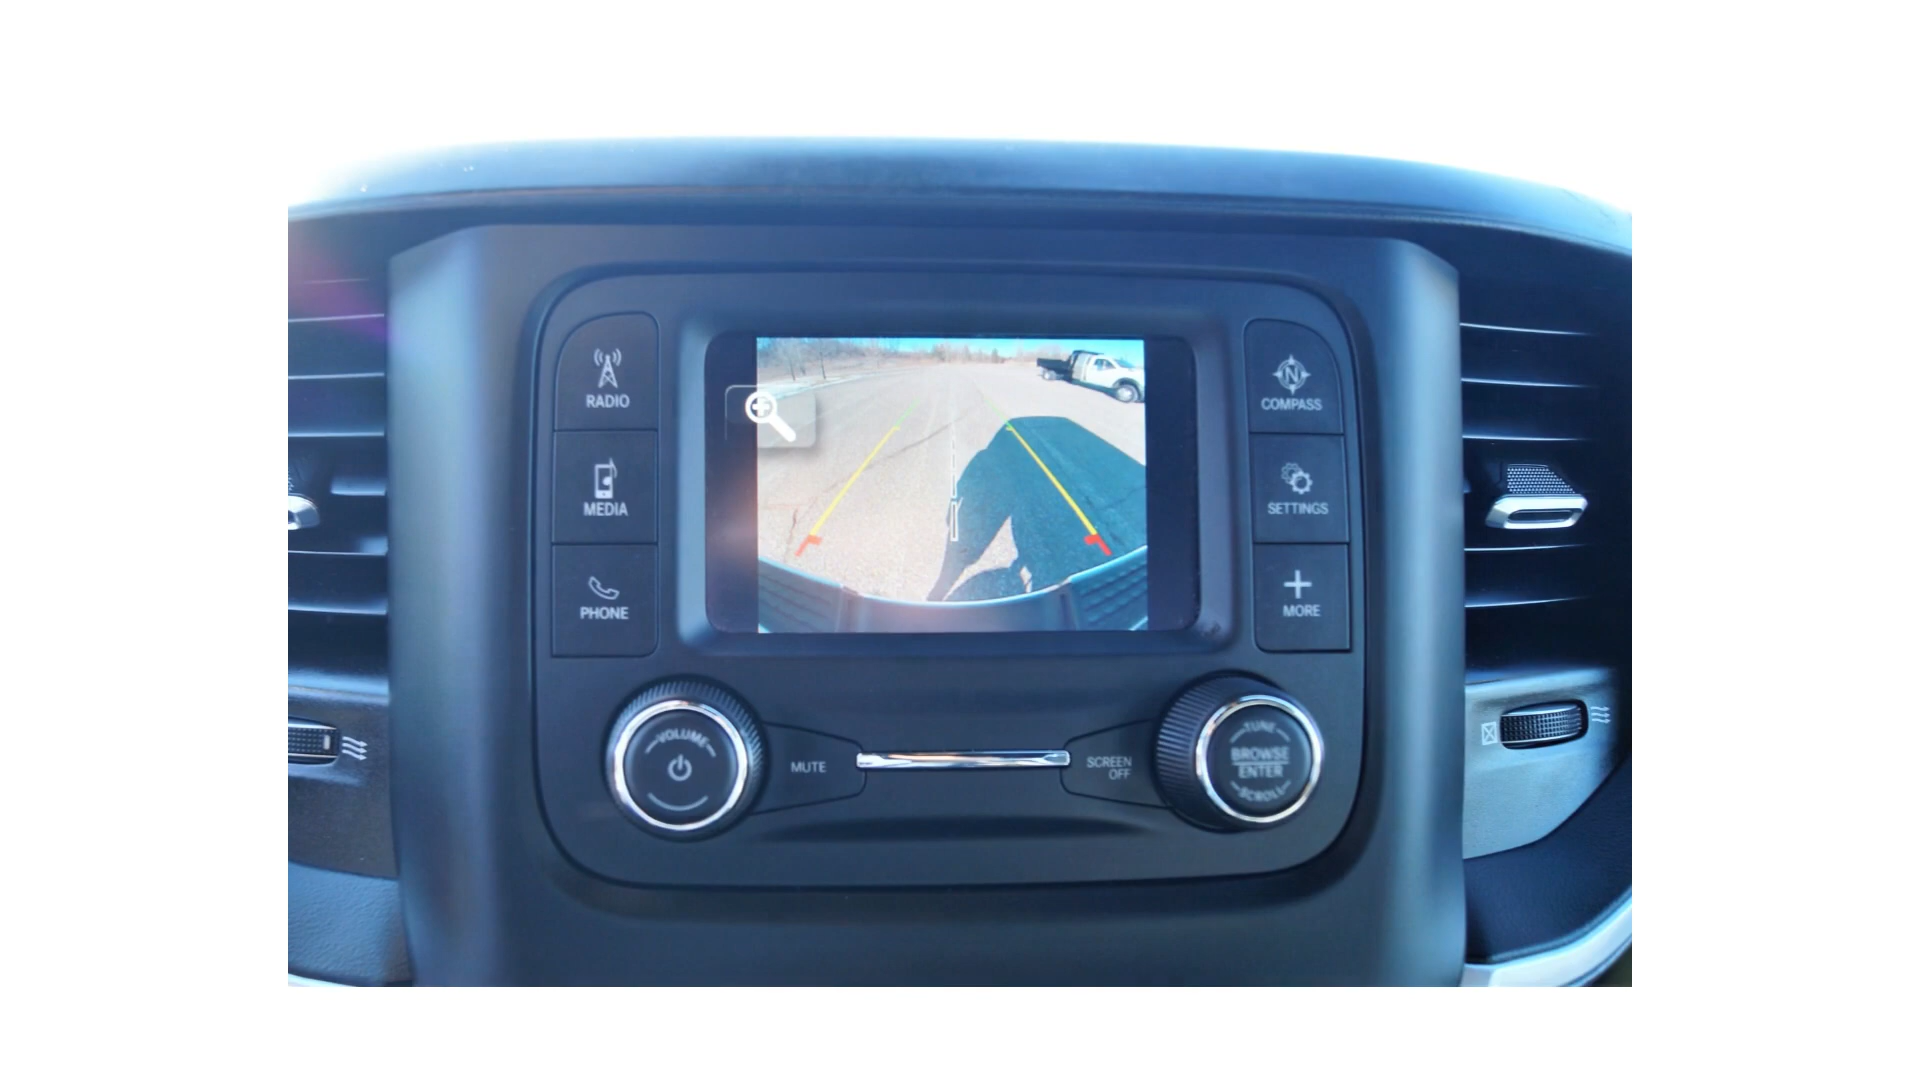 RADIO
MEDIA
PHONE
N
COMPASS
SETTINGS
MORE
VOLUME
MUTE
SCREEN
OFF
TUNE
BROWSE
ENTER
SCROLL